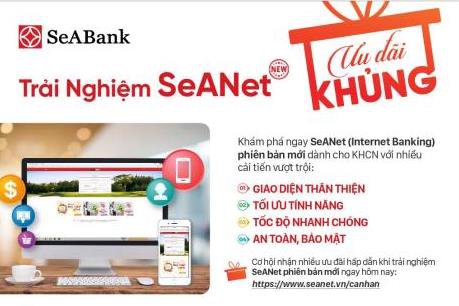 SeABank
Trải Nghiệm SeANet NEW
Ưu đãi
KHỦNG
Khám phá ngay SeANet (Internet Banking)
phiên bản mới dành cho KHCN với nhiều
cải tiến vượt trội:
01 GIAO DIỆN THÂN THIỆN
02 TỐI ƯU TÍNH NĂNG
03 TỐC ĐỘ NHANH CHÓNG
04 AN TOÀN, BẢO MẬT
Cơ hội nhận nhiều ưu đãi hấp dẫn khi trải nghiệm
SeANet phiên bản mới ngay hôm nay:
https://www.seanet.vn/canhan